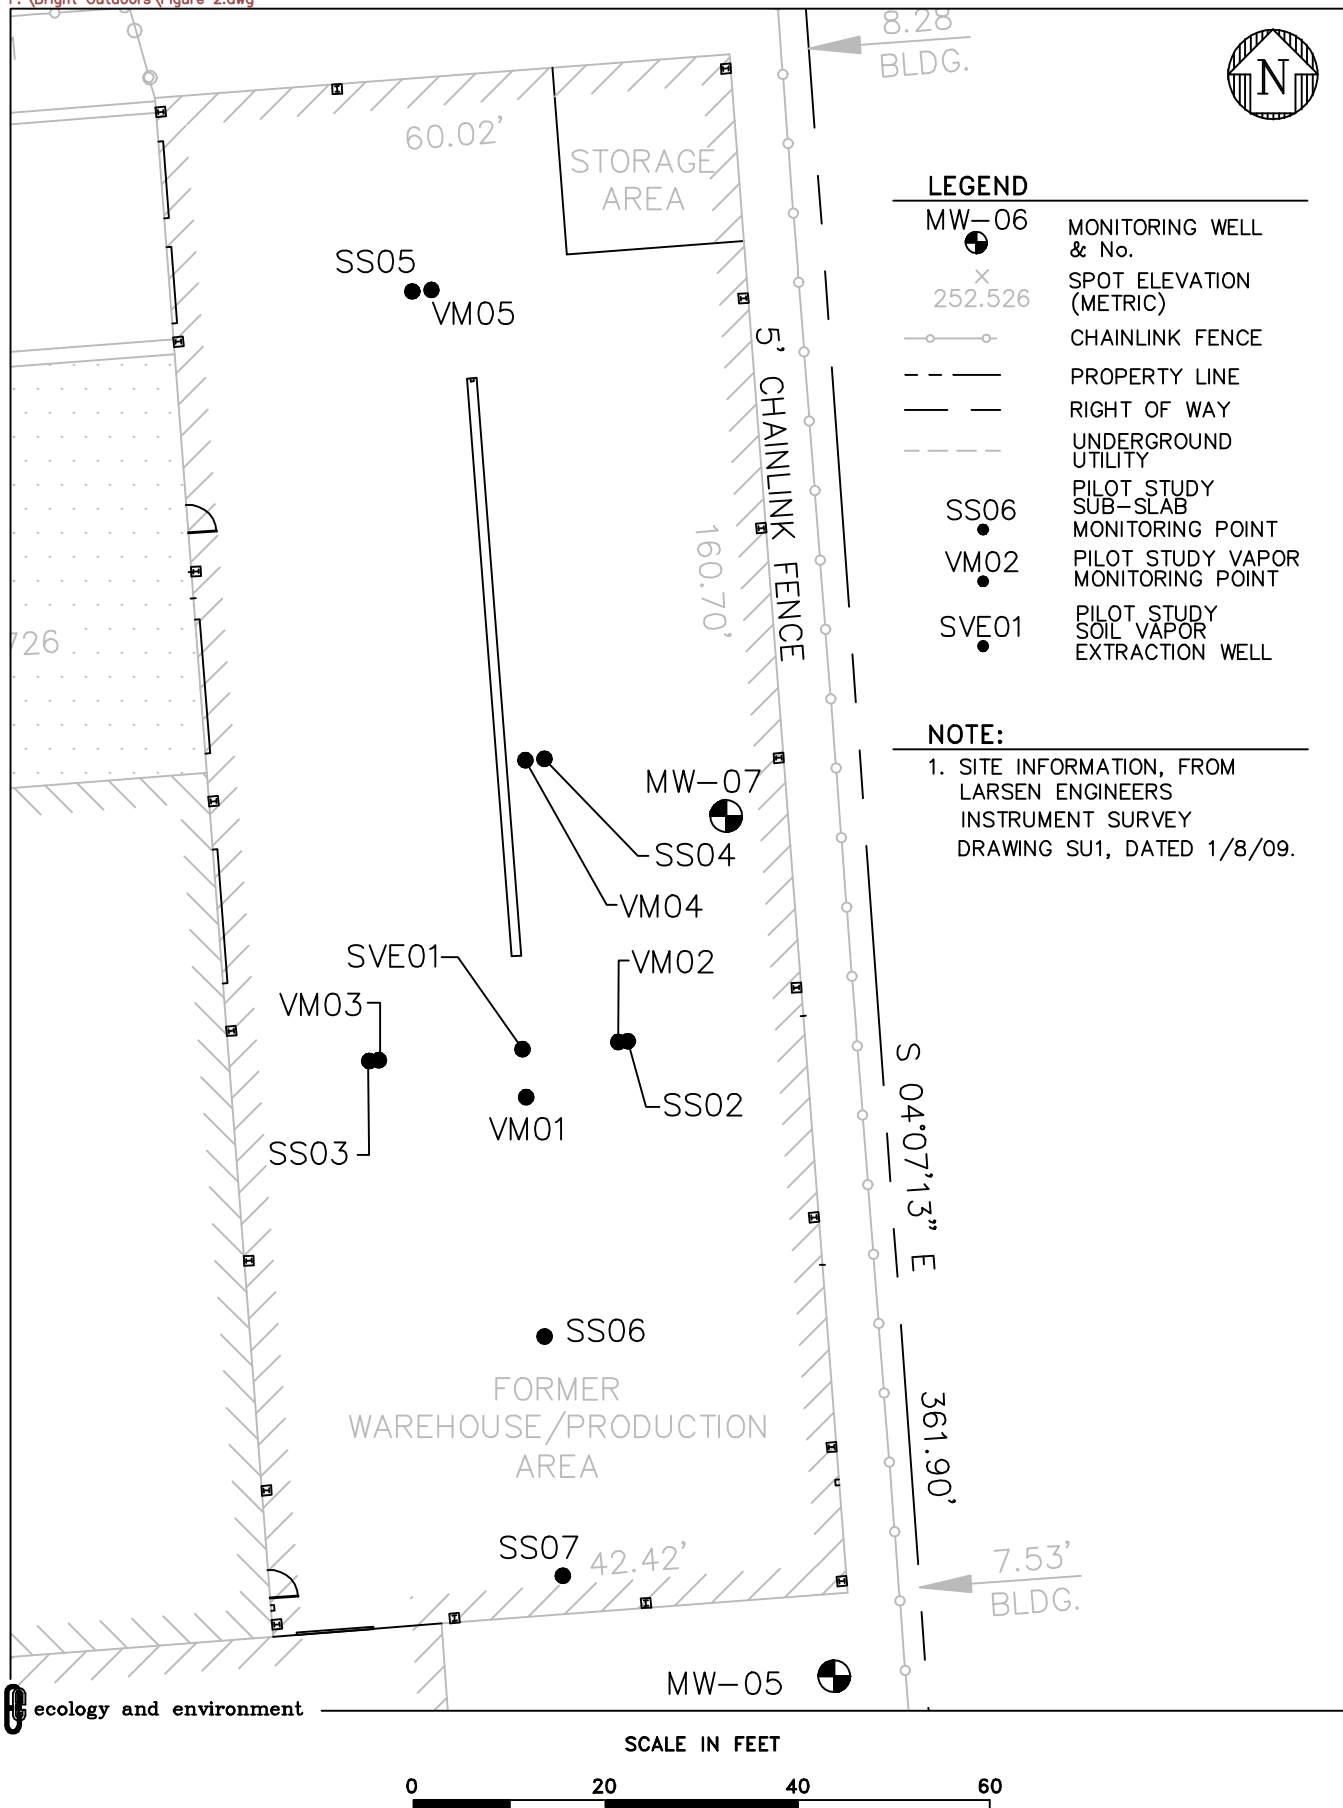 8.28
BLDG.
N
60.02'
STORAGE
AREA
LEGEND
MW-06
MONITORING WELL
& No.
SS05
VM05
252.526
SPOT ELEVATION
(METRIC)
CHAINLINK FENCE
PROPERTY LINE
RIGHT OF WAY
UNDERGROUND
UTILITY
SS06
PILOT STUDY
SUB-SLAB
MONITORING POINT
VM02
PILOT STUDY VAPOR
MONITORING POINT
SVE01
PILOT STUDY
SOIL VAPOR
EXTRACTION WELL
5' CHAINLINK FENCE
160.70'
726
NOTE:
1. SITE INFORMATION, FROM
LARSEN ENGINEERS
INSTRUMENT SURVEY
DRAWING SU1, DATED 1/8/09.
MW-07
SS04
VM04
SVE01
VM02
VM03
SS02
VM01
SS03
S 04°07'13" E
SS06
FORMER
WAREHOUSE/PRODUCTION
AREA
361.90'
SS07
42.42'
7.53'
BLDG.
MW-05
ecology and environment
SCALE IN FEET
0 20 40 60